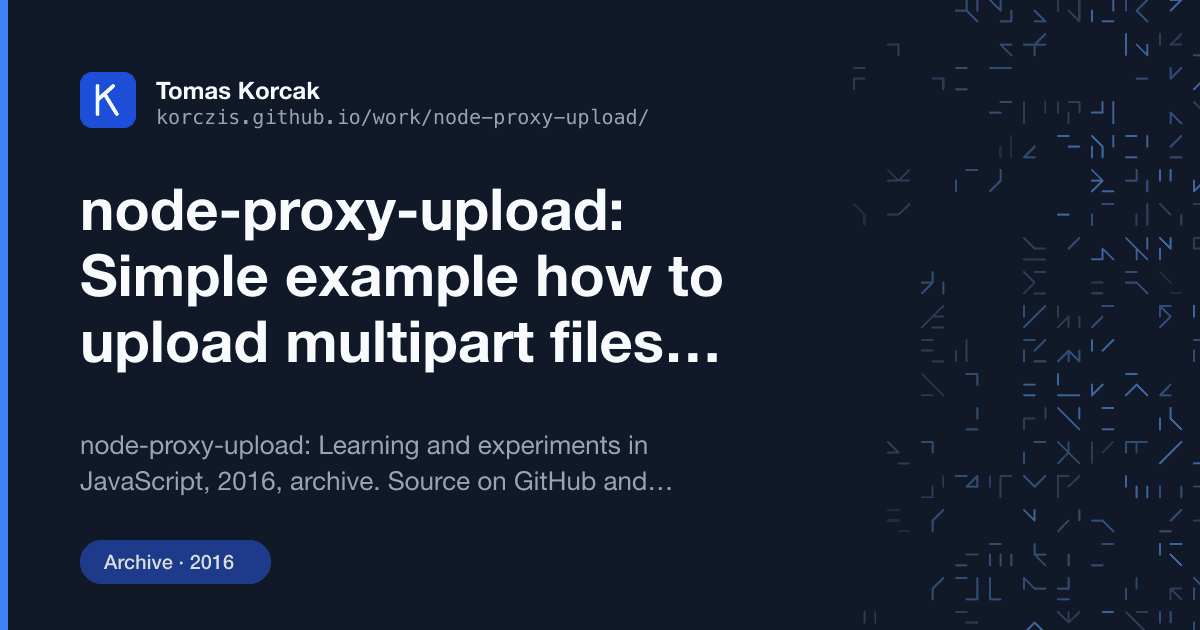 K
Tomas Korcak
korczis.github.io/work/node-proxy-upload/
node-proxy-upload:
Simple example how to
upload multipart files…
node-proxy-upload: Learning and experiments in
JavaScript, 2016, archive. Source on GitHub and…
Archive · 2016